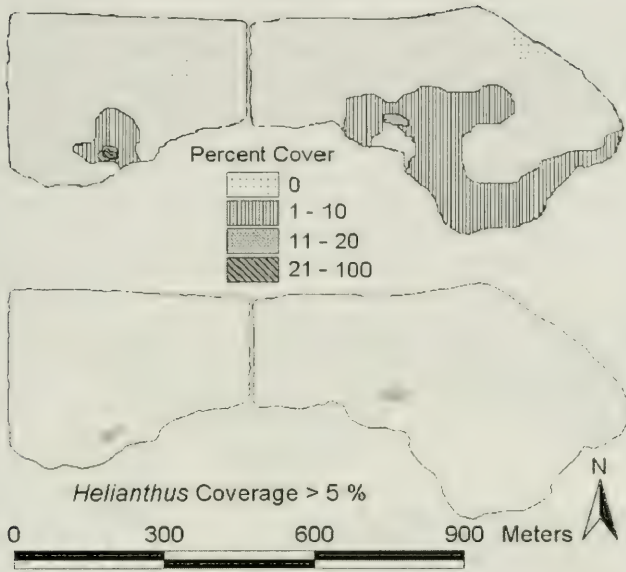 Percent Cover
0
1 - 10
11 - 20
21 - 100
Helianthus Coverage > 5 %
N
0 300 600 900 Meters